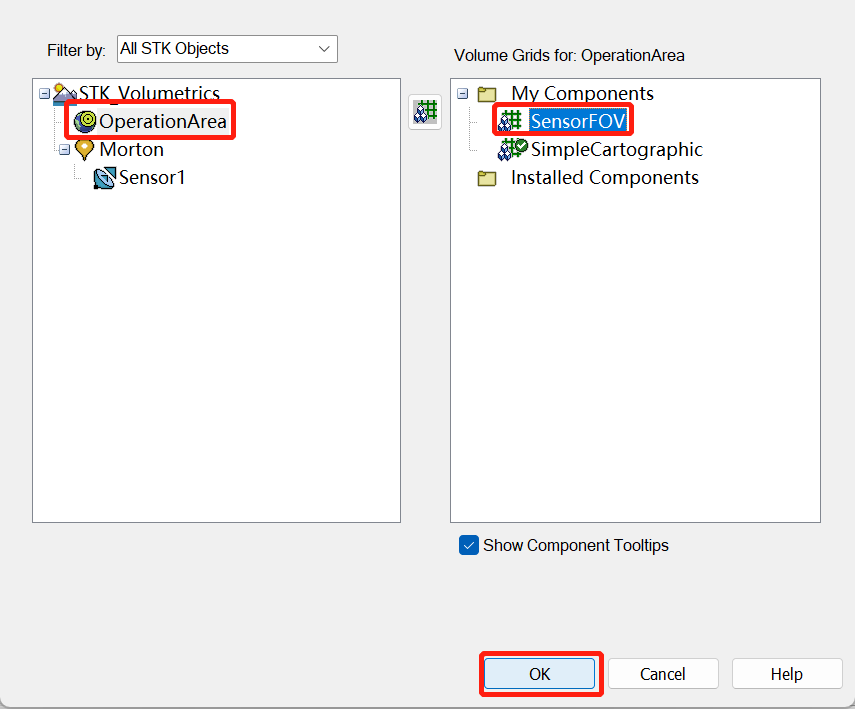 Filter by: All STK Objects
Volume Grids for: OperationArea
STK_Volumetrics
OperationArea
Morton
Sensor1
My Components
SensorFOV
SimpleCartographic
Installed Components
Show Component Tooltips
OK Cancel Help